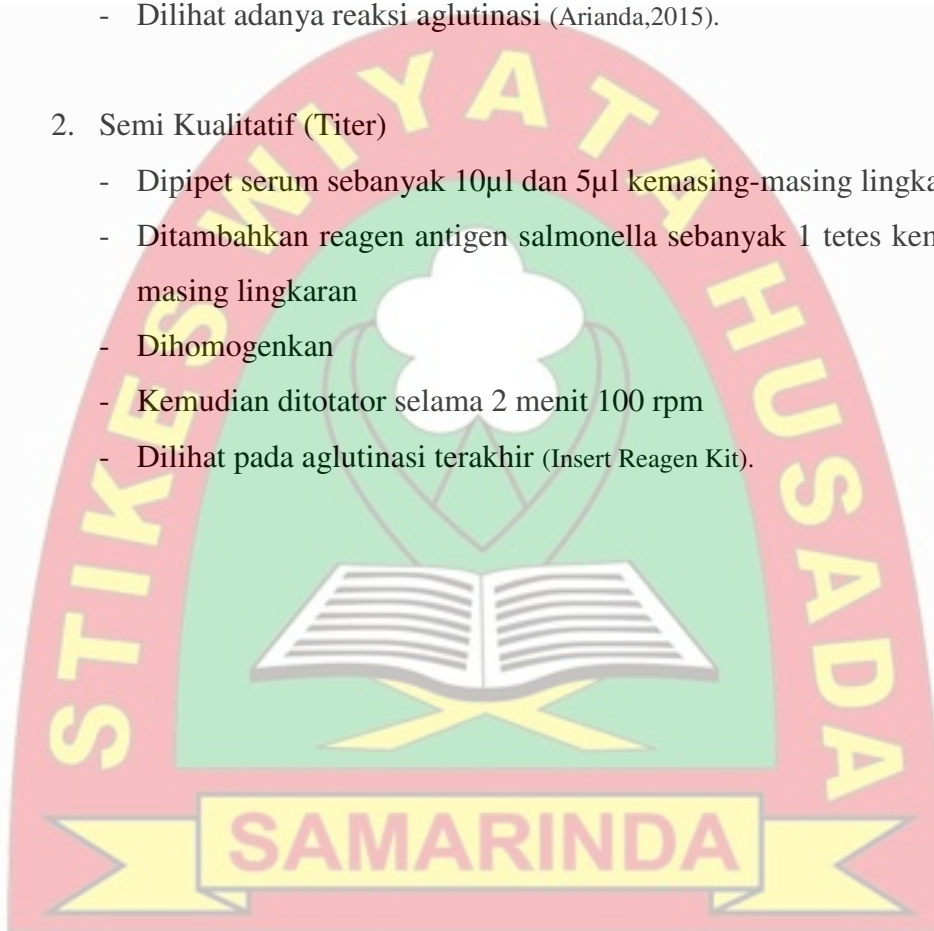 - Dilihat adanya reaksi aglutinasi (Arianda,2015).
2. Semi Kualitatif (Titer)
- Dipipet serum sebanyak 10µl dan 5µl kemasing-masing
- Ditambahkan reagen antigen salmonella sebanyak 1 tetes
masing lingkaran
- Dihomogenkan
- Kemudian ditotator selama 2 menit 100 rpm
- Dilihat pada aglutinasi terakhir (Insert Reagen Kit).
STIKES WIYATA HUSADA
SAMARINDA